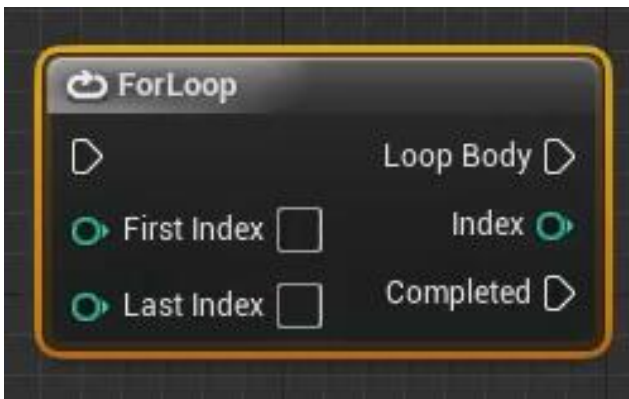 ForLoop
Loop Body
First Index
Index
Last Index
Completed